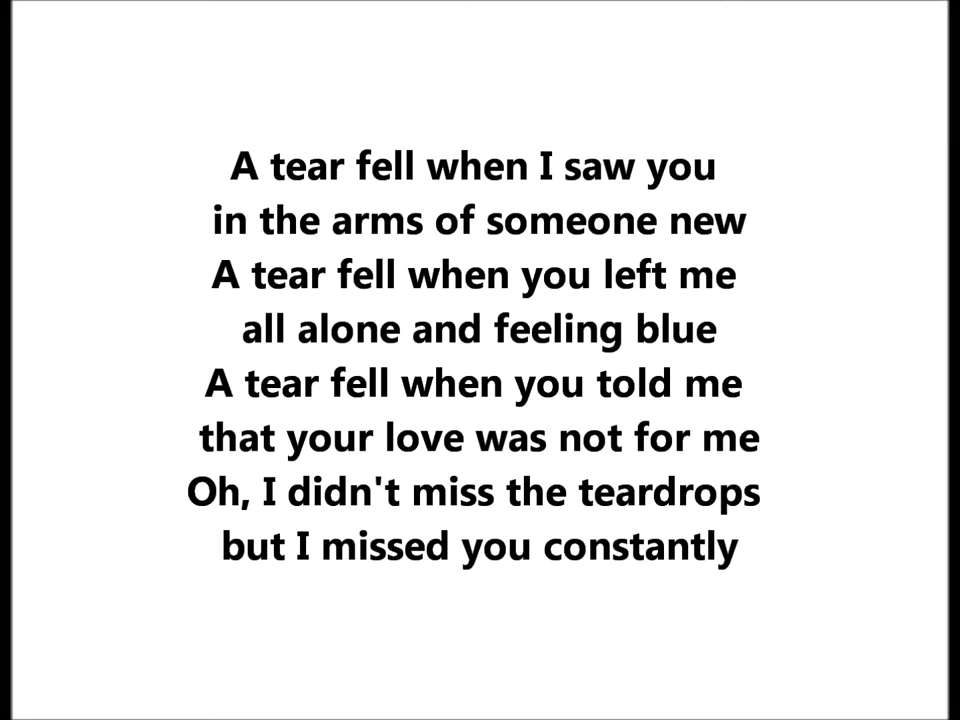 A tear fell when I saw you
in the arms of someone new
A tear fell when you left me
all alone and feeling blue
A tear fell when you told me
that your love was not for me
Oh, I didn't miss the teardrops
but I missed you constantly